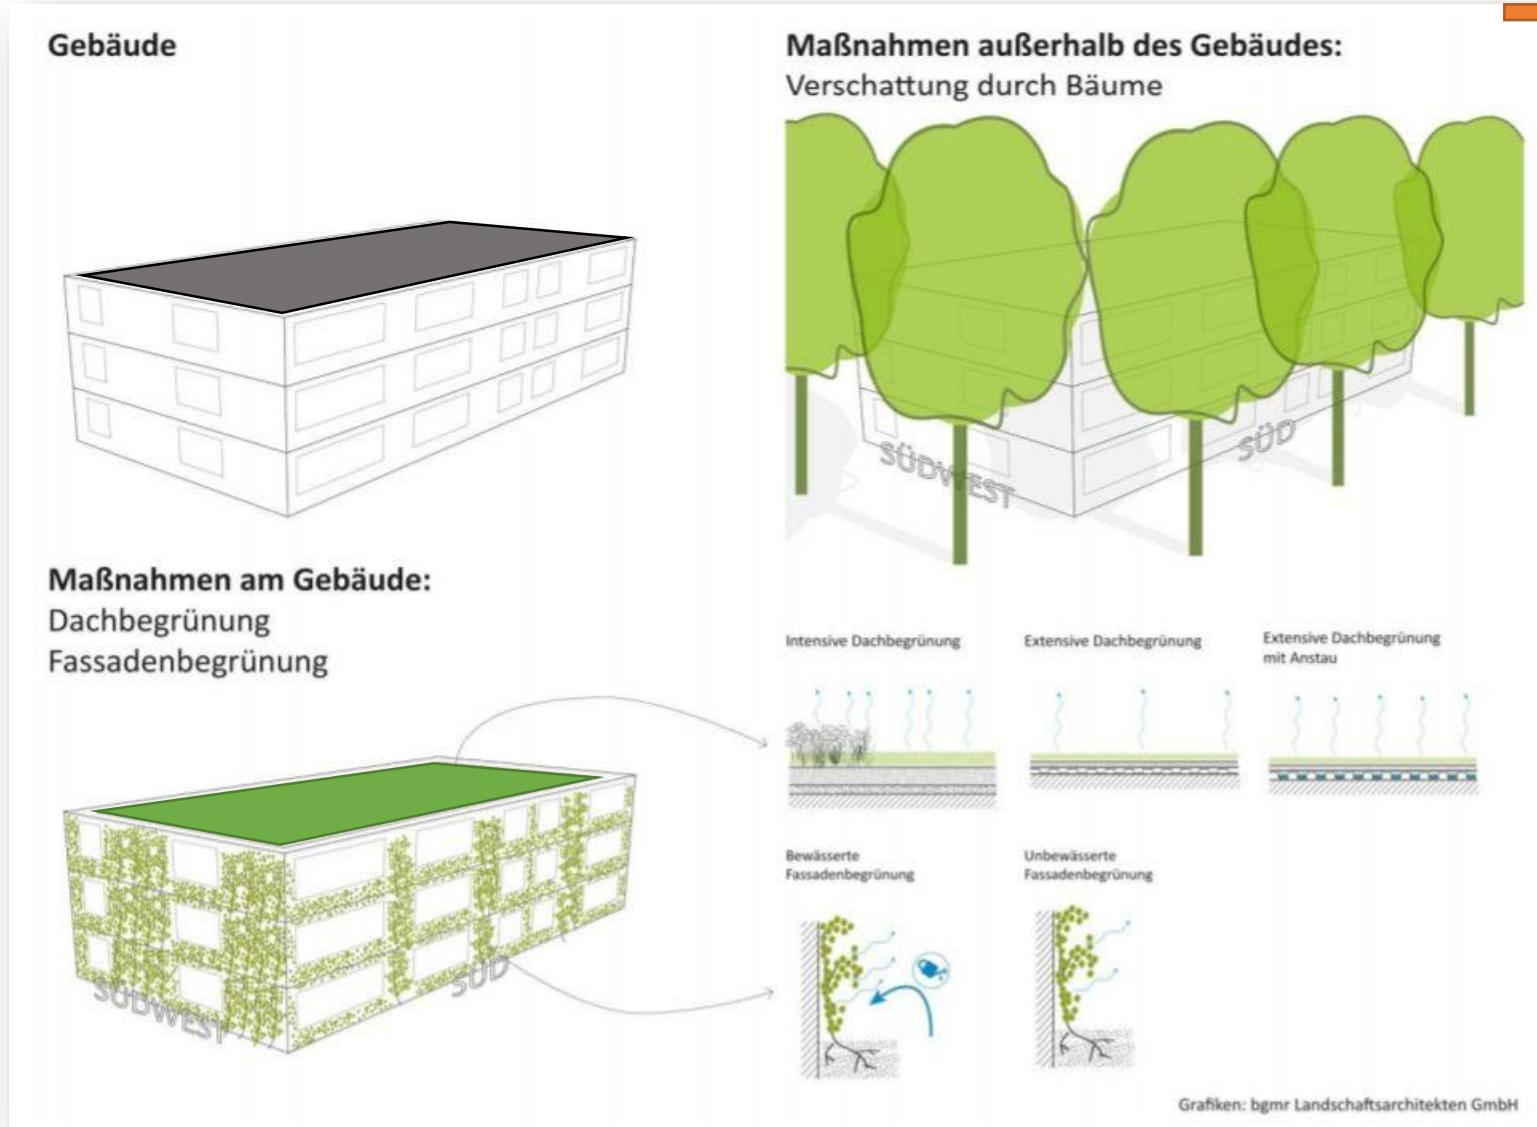 Gebäude
Maßnahmen außerhalb des Gebäudes:
Verschattung durch Bäume
SÜDWEST
SÜD
Maßnahmen am Gebäude:
Dachbegrünung
Fassadenbegrünung
SÜDWEST
SÜD
Intensive Dachbegrünung
Extensive Dachbegrünung
Extensive Dachbegrünung
mit Anstau
Bewässerte
Fassadenbegrünung
Unbewässerte
Fassadenbegrünung
Grafiken: bgmr Landschaftsarchitekten GmbH